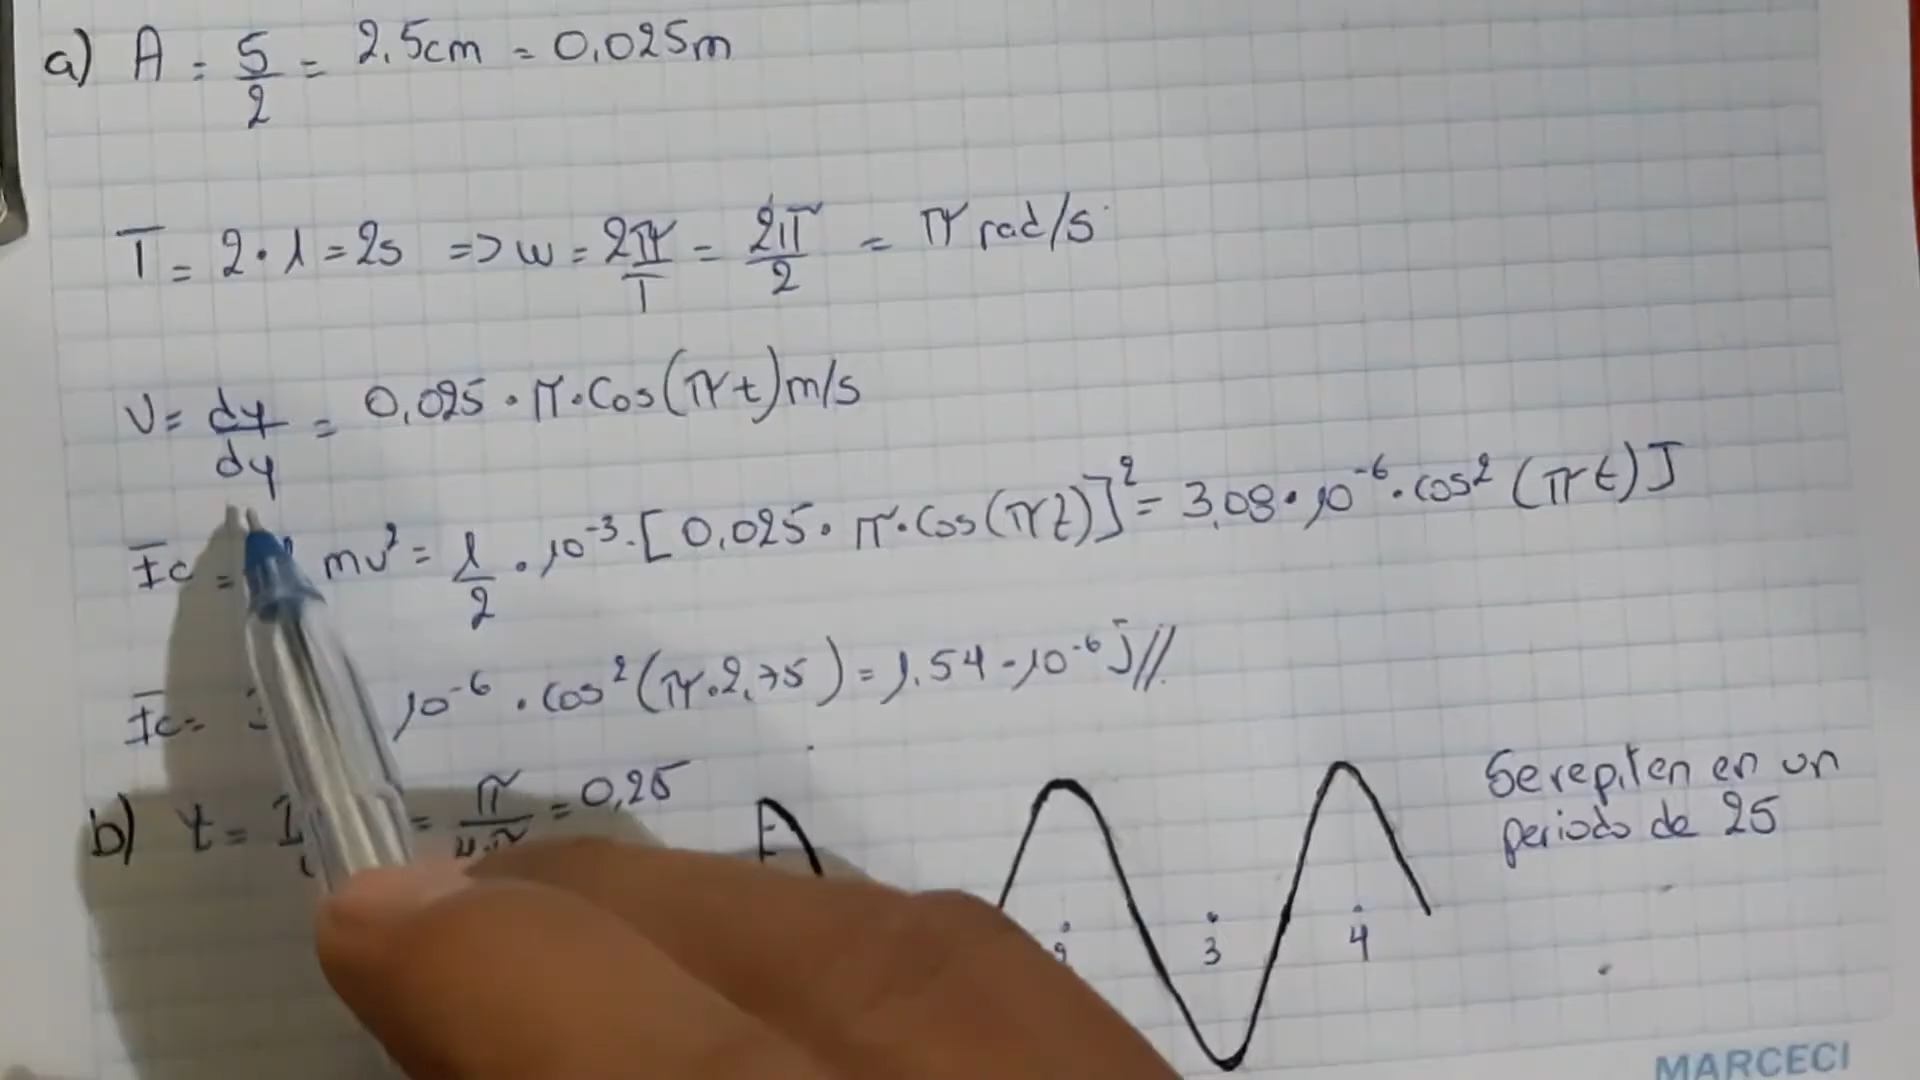 a) A = 5/2 = 2,5cm = 0,025m
T = 2 · 1 = 2s => w = 2π/T = 2π/2 = π rad/s
V = dy/dy = 0,025 · π · Cos(πt) m/s
Ec = mv² = 1/2 · 10⁻³ · [0,025 · π · Cos(πt)]² = 3,08 · 10⁻⁶ · cos² (πt) J
Ec = 10⁻⁶ · cos² (π · 2,75) = 1,54 · 10⁻⁶ J//
b) t = = π/4·π = 0,25
Se repiten en un
periodo de 2s
3 4
MARCECI